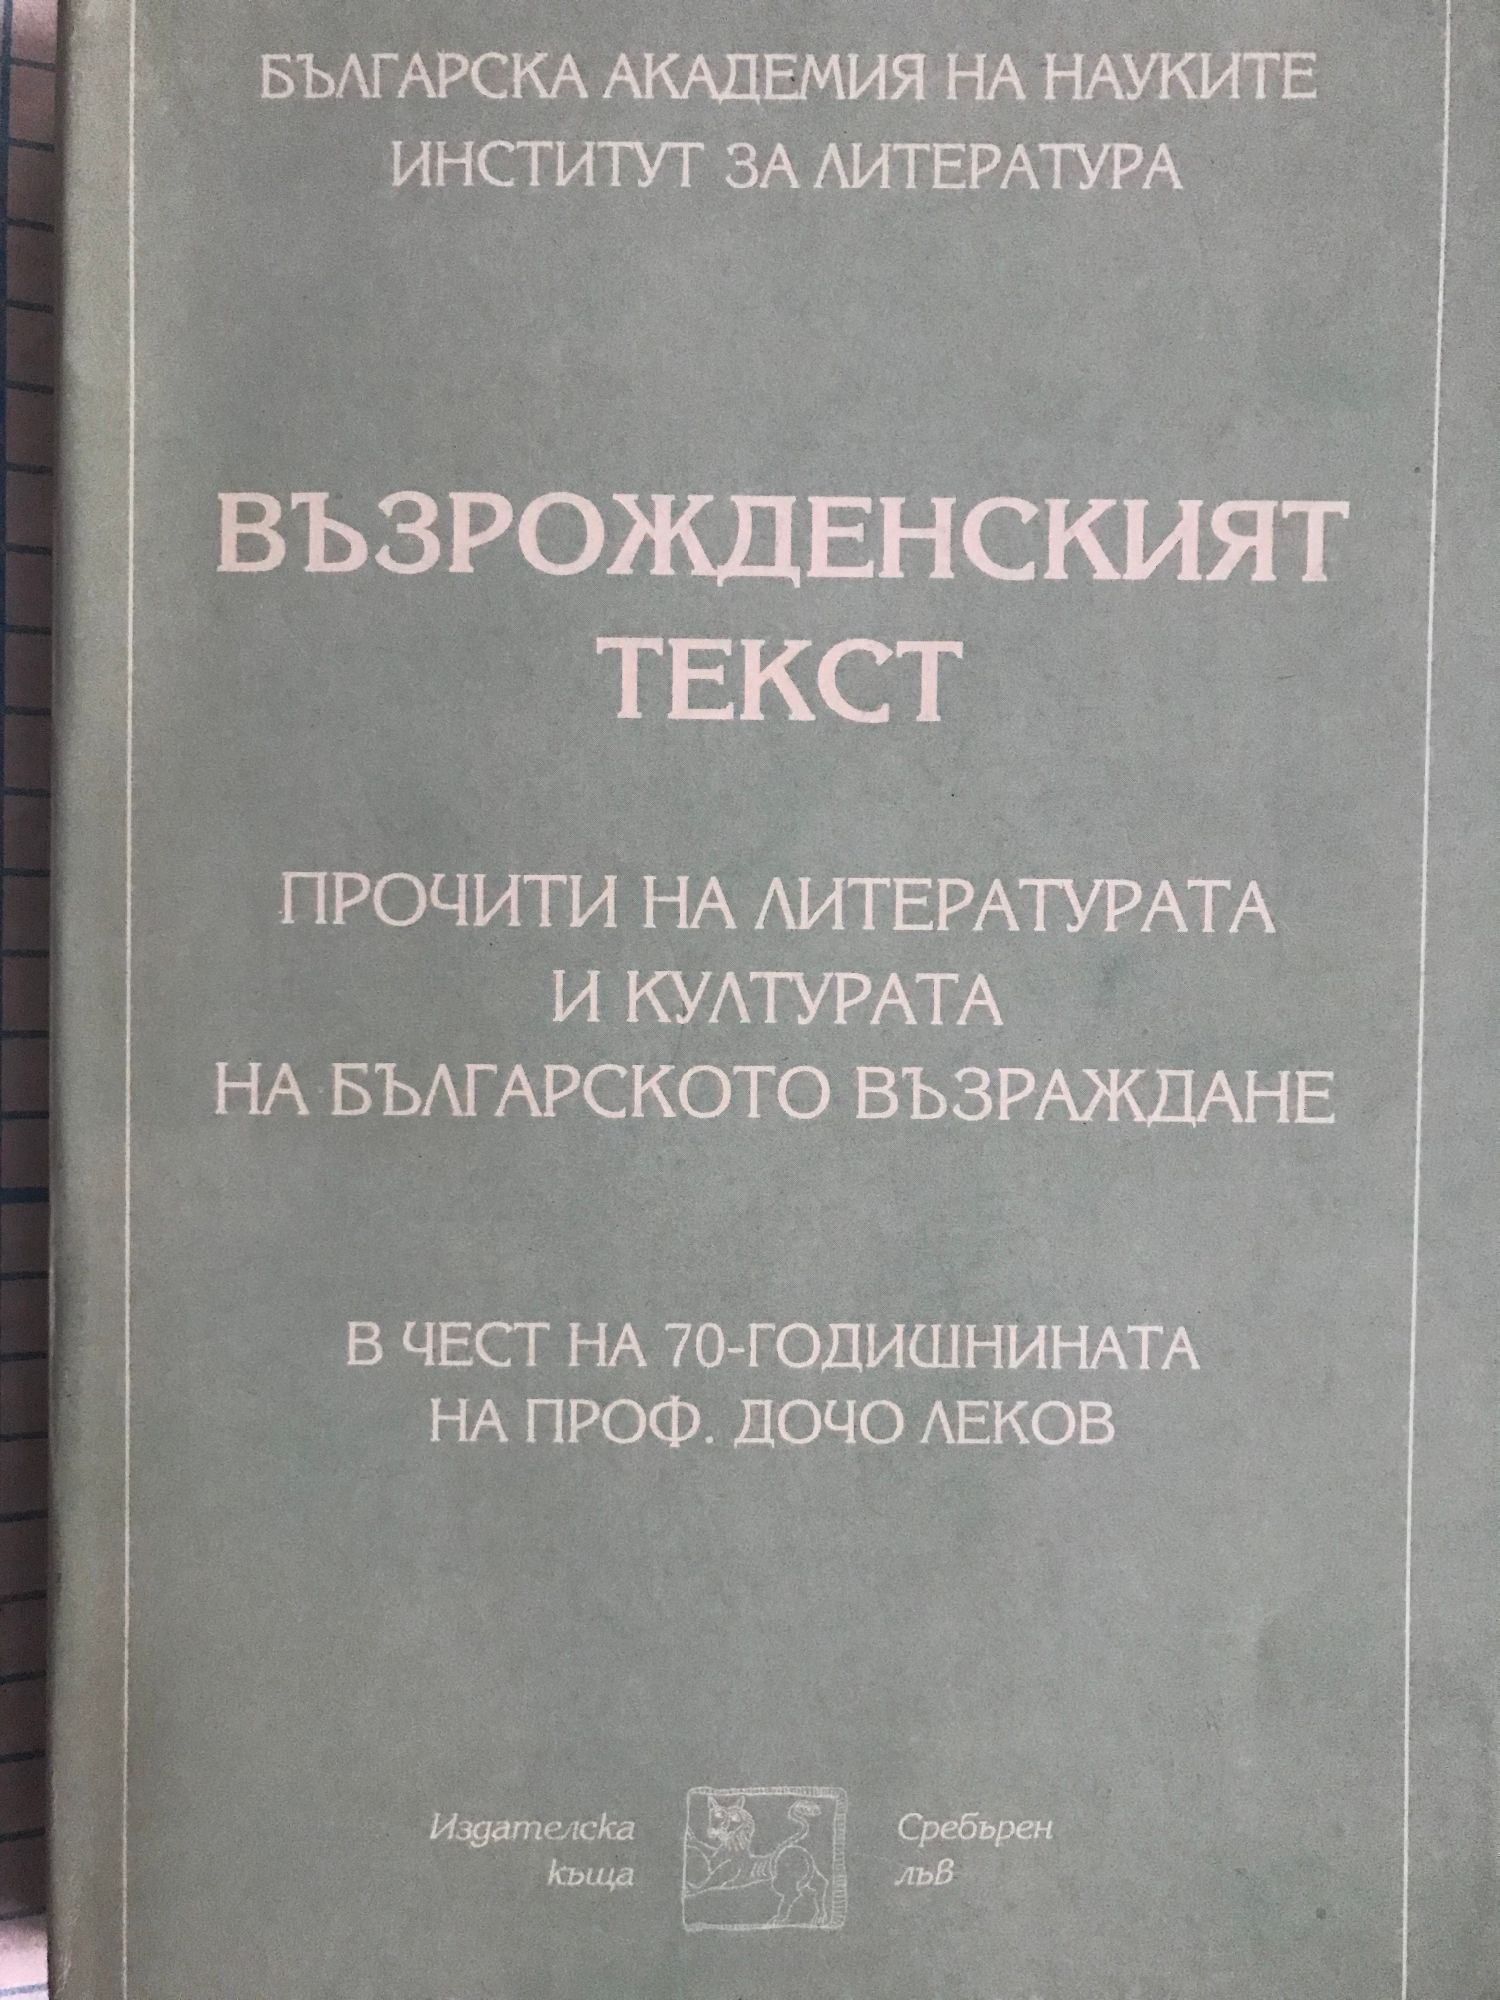 БЪЛГАРСКА АКАДЕМИЯ НА НАУКИТЕ
ИНСТИТУТ ЗА ЛИТЕРАТУРА
ВЪЗРОЖДЕНСКИЯТ
ТЕКСТ
ПРОЧИТИ НА ЛИТЕРАТУРАТА
И КУЛТУРАТА
НА БЪЛГАРСКОТО ВЪЗРАЖДАНЕ
В ЧЕСТ НА 70-ГОДИШНИНАТА
НА ПРОФ. ДОЧО ЛЕКОВ
Издателска
къща
Сребърен
лъв